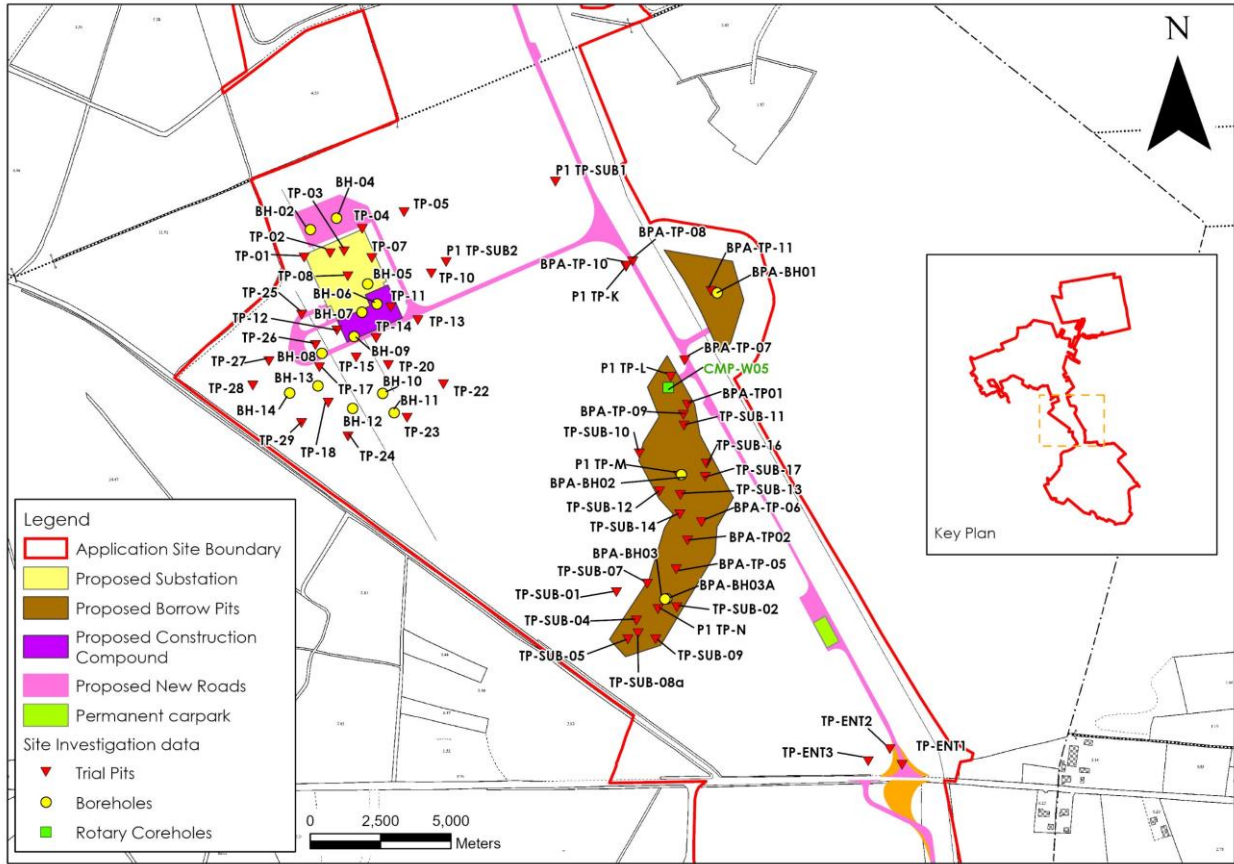 N
P1 TP-SUB1
BH-04
TP-03
BH-02
TP-05
TP-04
TP-02
TP-01
TP-07
P1 TP-SUB2
TP-08
BH-05
TP-10
BH-06
TP-11
TP-25
BH-07
TP-12
TP-14
TP-13
TP-26
BH-09
BH-08
TP-15
TP-20
TP-27
TP-28
BH-13
TP-17
BH-10
TP-22
BH-14
BH-11
BH-12
TP-23
TP-29
TP-18
TP-24
BPA-TP-08
BPA-TP-10
P1 TP-K
BPA-TP-11
BPA-BH01
BPA-TP-07
P1 TP-L
CMP-W05
BPA-TP01
BPA-TP-09
TP-SUB-11
TP-SUB-10
TP-SUB-16
P1 TP-M
TP-SUB-17
BPA-BH02
TP-SUB-13
TP-SUB-12
BPA-TP-06
TP-SUB-14
BPA-TP02
BPA-BH03
BPA-TP-05
TP-SUB-07
BPA-BH03A
TP-SUB-01
TP-SUB-02
TP-SUB-04
P1 TP-N
TP-SUB-05
TP-SUB-09
TP-SUB-08a
TP-ENT2
TP-ENT1
TP-ENT3
Key Plan
Legend
Application Site Boundary
Proposed Substation
Proposed Borrow Pits
Proposed Construction
Compound
Proposed New Roads
Permanent carpark
Site Investigation data
Trial Pits
Boreholes
Rotary Coreholes
0 2,500 5,000
Meters